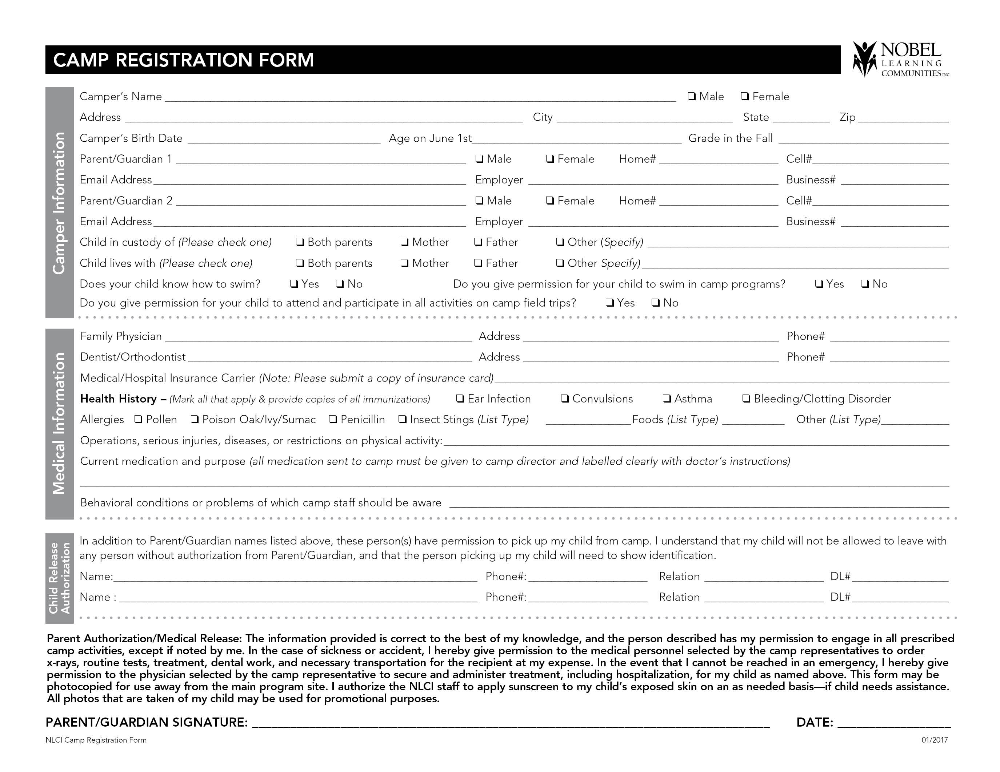 CAMP REGISTRATION FORM
NOBEL
LEARNING
COMMUNITIES INC.
Camper Information
Camper’s Name ____ ❏ Male ❏ Female
Address ____ City ____ State ____ Zip ____
Camper’s Birth Date ____ Age on June 1st____ Grade in the Fall ____
Parent/Guardian 1 ____ ❏ Male ❏ Female Home# ____ Cell#____
Email Address____ Employer ____ Business# ____
Parent/Guardian 2 ____ ❏ Male ❏ Female Home# ____ Cell#____
Email Address____ Employer ____ Business# ____
Child in custody of (Please check one) ❏ Both parents ❏ Mother ❏ Father ❏ Other (Specify) ____
Child lives with (Please check one) ❏ Both parents ❏ Mother ❏ Father ❏ Other Specify)____
Does your child know how to swim? ❏ Yes ❏ No Do you give permission for your child to swim in camp programs? ❏ Yes ❏ No
Do you give permission for your child to attend and participate in all activities on camp field trips? ❏ Yes ❏ No
Medical Information
Family Physician ____ Address ____ Phone# ____
Dentist/Orthodontist ____ Address ____ Phone# ____
Medical/Hospital Insurance Carrier (Note: Please submit a copy of insurance card)____
Health History – (Mark all that apply & provide copies of all immunizations) ❏ Ear Infection ❏ Convulsions ❏ Asthma ❏ Bleeding/Clotting Disorder
Allergies ❏ Pollen ❏ Poison Oak/Ivy/Sumac ❏ Penicillin ❏ Insect Stings (List Type) ____Foods (List Type) ____ Other (List Type)____
Operations, serious injuries, diseases, or restrictions on physical activity:____
Current medication and purpose (all medication sent to camp must be given to camp director and labelled clearly with doctor’s instructions)
____
Behavioral conditions or problems of which camp staff should be aware ____
Child Release
Authorization
In addition to Parent/Guardian names listed above, these person(s) have permission to pick up my child from camp. I understand that my child will not be allowed to leave with
any person without authorization from Parent/Guardian, and that the person picking up my child will need to show identification.
Name:____ Phone#: ____ Relation ____ DL#____
Name : ____ Phone#: ____ Relation ____ DL#____
Parent Authorization/Medical Release: The information provided is correct to the best of my knowledge, and the person described has my permission to engage in all prescribed
camp activities, except if noted by me. In the case of sickness or accident, I hereby give permission to the medical personnel selected by the camp representatives to order
x-rays, routine tests, treatment, dental work, and necessary transportation for the recipient at my expense. In the event that I cannot be reached in an emergency, I hereby give
permission to the physician selected by the camp representative to secure and administer treatment, including hospitalization, for my child as named above. This form may be
photocopied for use away from the main program site. I authorize the NLCI staff to apply sunscreen to my child’s exposed skin on an as needed basis—if child needs assistance.
All photos that are taken of my child may be used for promotional purposes.
PARENT/GUARDIAN SIGNATURE: ____ DATE: ____
NLCI Camp Registration Form 01/2017